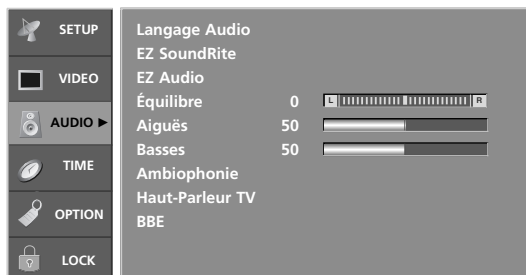 SETUP
VIDEO
AUDIO ►
TIME
OPTION
LOCK
Langage Audio
EZ SoundRite
EZ Audio
Équilibre 0 L R
Aiguës 50
Basses 50
Ambiophonie
Haut-Parleur TV
BBE